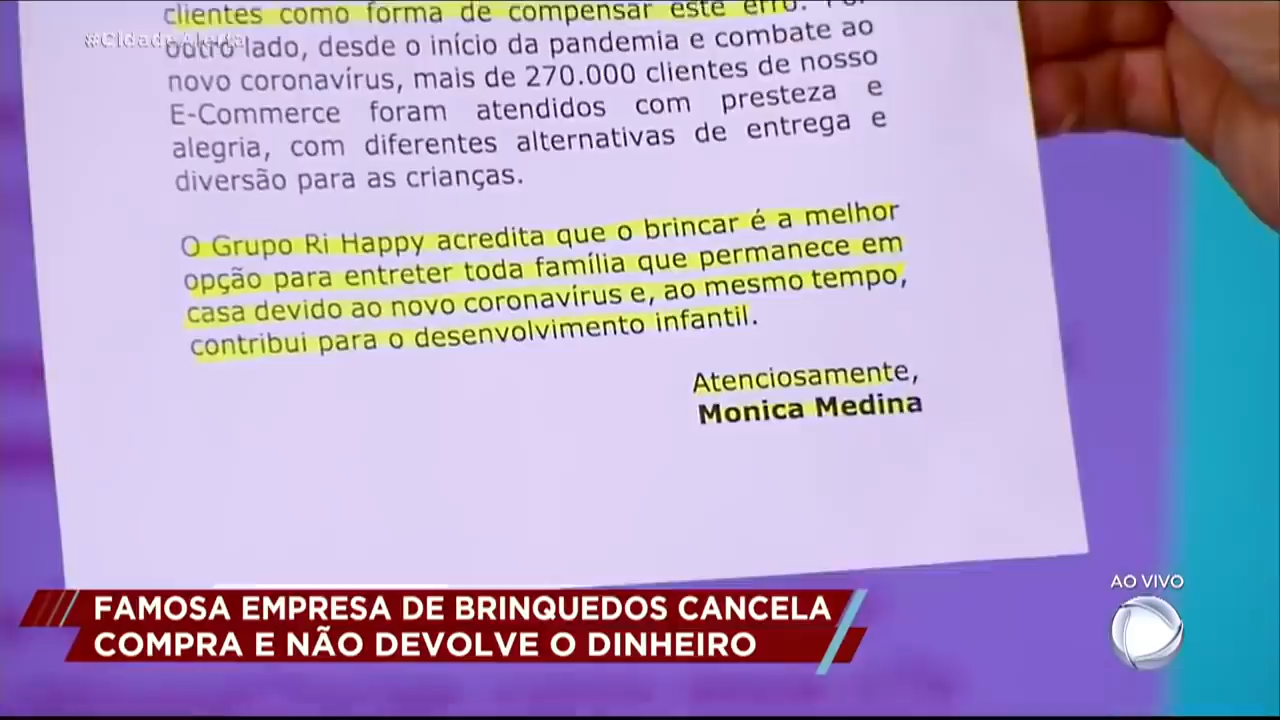 clientes como forma de compensar este erro. Por
#CidadeAlerta
outro lado, desde o início da pandemia e combate ao
novo coronavírus, mais de 270.000 clientes de nosso
E-Commerce foram atendidos com presteza e
alegria, com diferentes alternativas de entrega e
diversão para as crianças.
O Grupo Ri Happy acredita que o brincar é a melhor
opção para entreter toda família que permanece em
casa devido ao novo coronavírus e, ao mesmo tempo,
contribui para o desenvolvimento infantil.
Atenciosamente,
Monica Medina
AO VIVO
FAMOSA EMPRESA DE BRINQUEDOS CANCELA
COMPRA E NÃO DEVOLVE O DINHEIRO